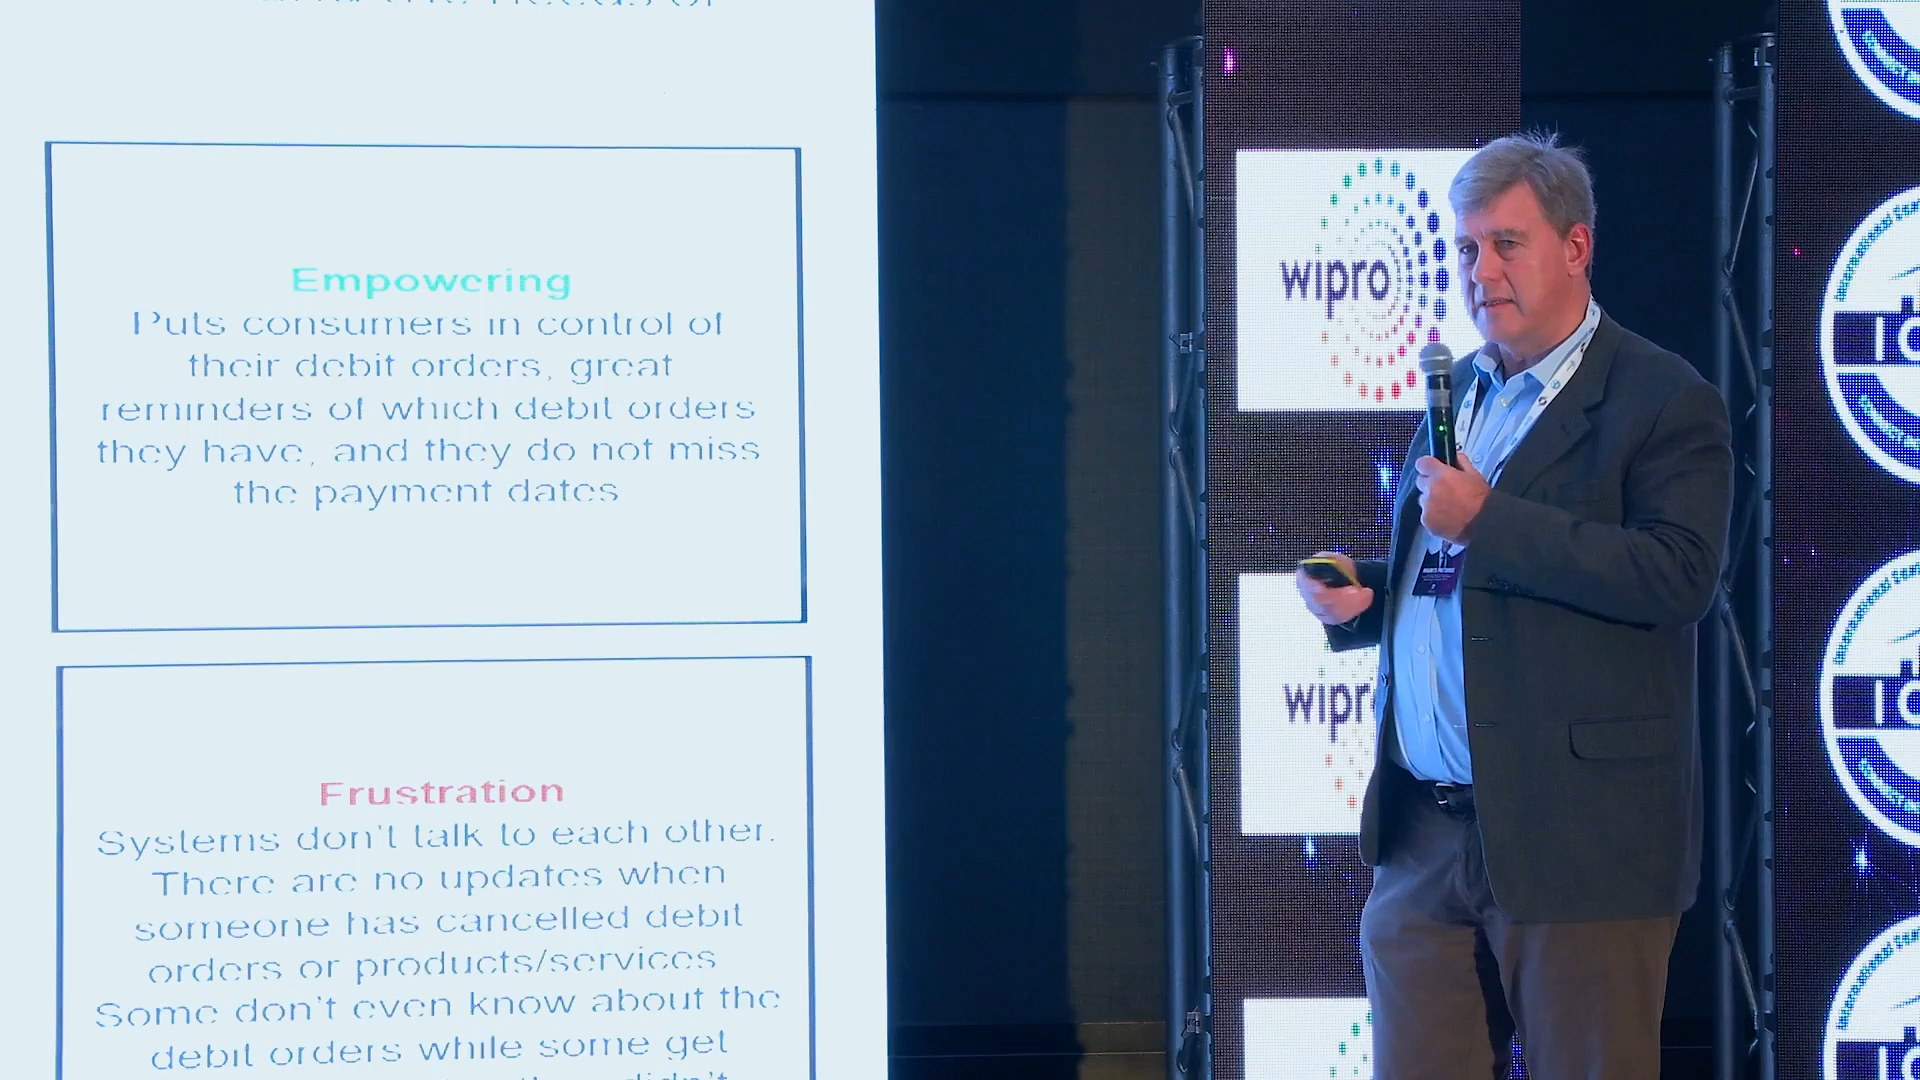 Empowering
Puts consumers in control of
their debit orders, great
reminders of which debit orders
they have, and they do not miss
the payment dates
Frustration
Systems don't talk to each other.
There are no updates when
someone has cancelled debit
orders or products/services
Some don't even know about the
debit orders while some get
didn't
wipro
wipro